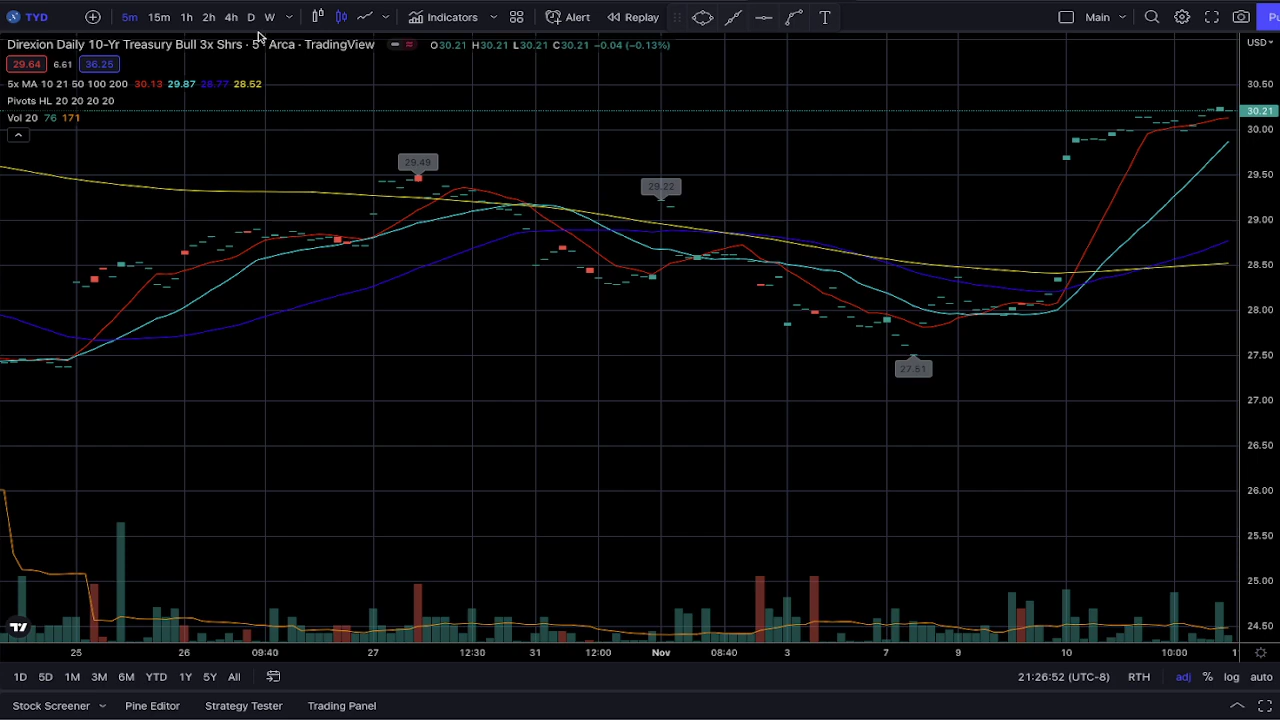 TYD 5m 15m 1h 2h 4h D W Indicators Alert Replay T Main Pu
Direxion Daily 10-Yr Treasury Bull 3x Shrs · 5 Arca · TradingView O30.21 H30.21 L30.21 C30.21 −0.04 (−0.13%) USD
29.64 6.61 36.25
5x MA 10 21 50 100 200 30.13 29.87 28.77 28.52
Pivots HL 20 20 20 20
Vol 20 76 171
30.50
30.21
30.00
29.50
29.00
28.50
28.00
27.50
27.00
26.50
26.00
25.50
25.00
24.50
29.49
29.22
27.51
25 26 09:40 27 12:30 31 12:00 Nov 08:40 3 7 9 10 10:00 1
1D 5D 1M 3M 6M YTD 1Y 5Y All 21:26:52 (UTC-8) RTH adj % log auto
Stock Screener Pine Editor Strategy Tester Trading Panel